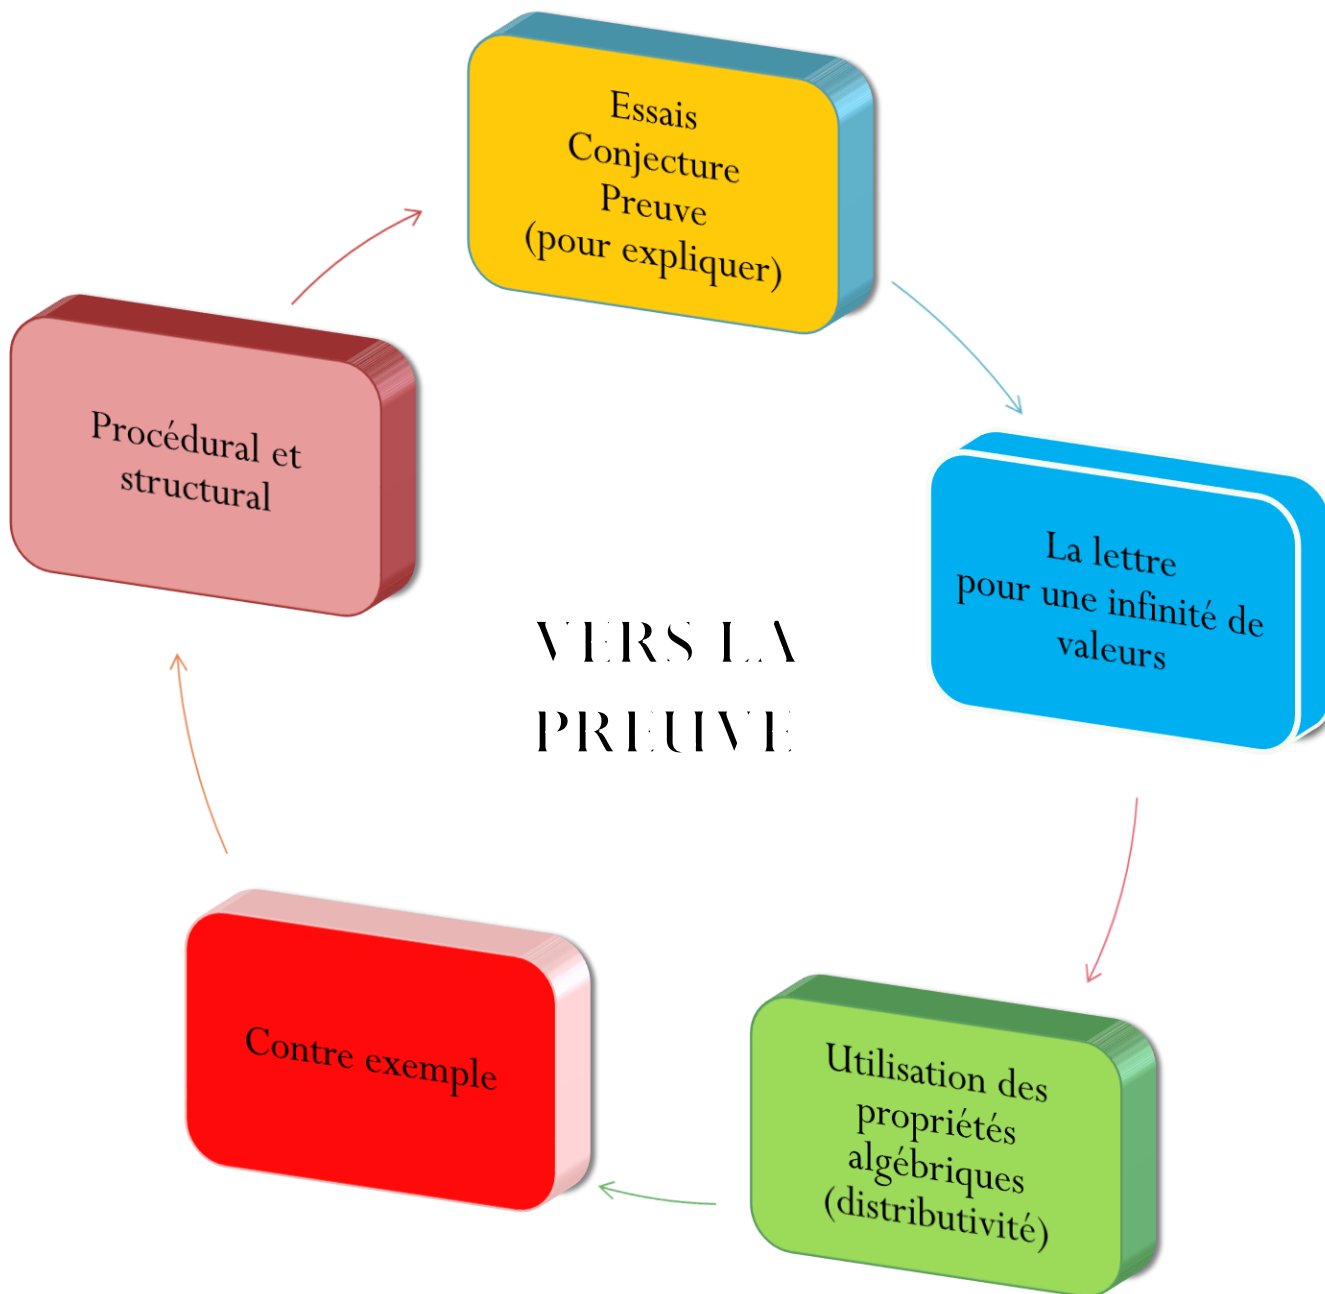 Essais
Conjecture
Preuve
(pour expliquer)
La lettre
pour une infinité de
valeurs
Utilisation des
propriétés
algébriques
(distributivité)
Contre exemple
Procédural et
structural
VERS LA
PREUVE